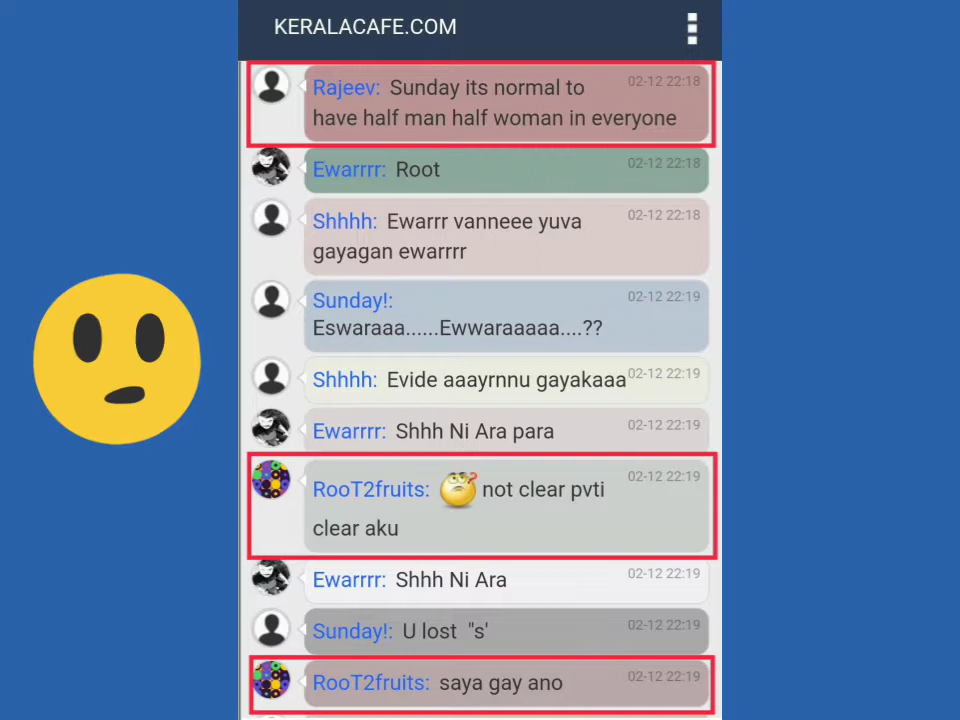 KERALACAFE.COM
Rajeev: Sunday its normal to 02-12 22:18
have half man half woman in everyone
Ewarrrr: Root 02-12 22:18
Shhhh: Ewarrr vanneee yuva 02-12 22:18
gayagan ewarrrr
Sunday!: 02-12 22:19
Eswaraaa......Ewwaraaaaa....??
Shhhh: Evide aaayrnnu gayakaaa 02-12 22:19
Ewarrrr: Shhh Ni Ara para 02-12 22:19
RooT2fruits: not clear pvti 02-12 22:19
clear aku
Ewarrrr: Shhh Ni Ara 02-12 22:19
Sunday!: U lost "s' 02-12 22:19
RooT2fruits: saya gay ano 02-12 22:19